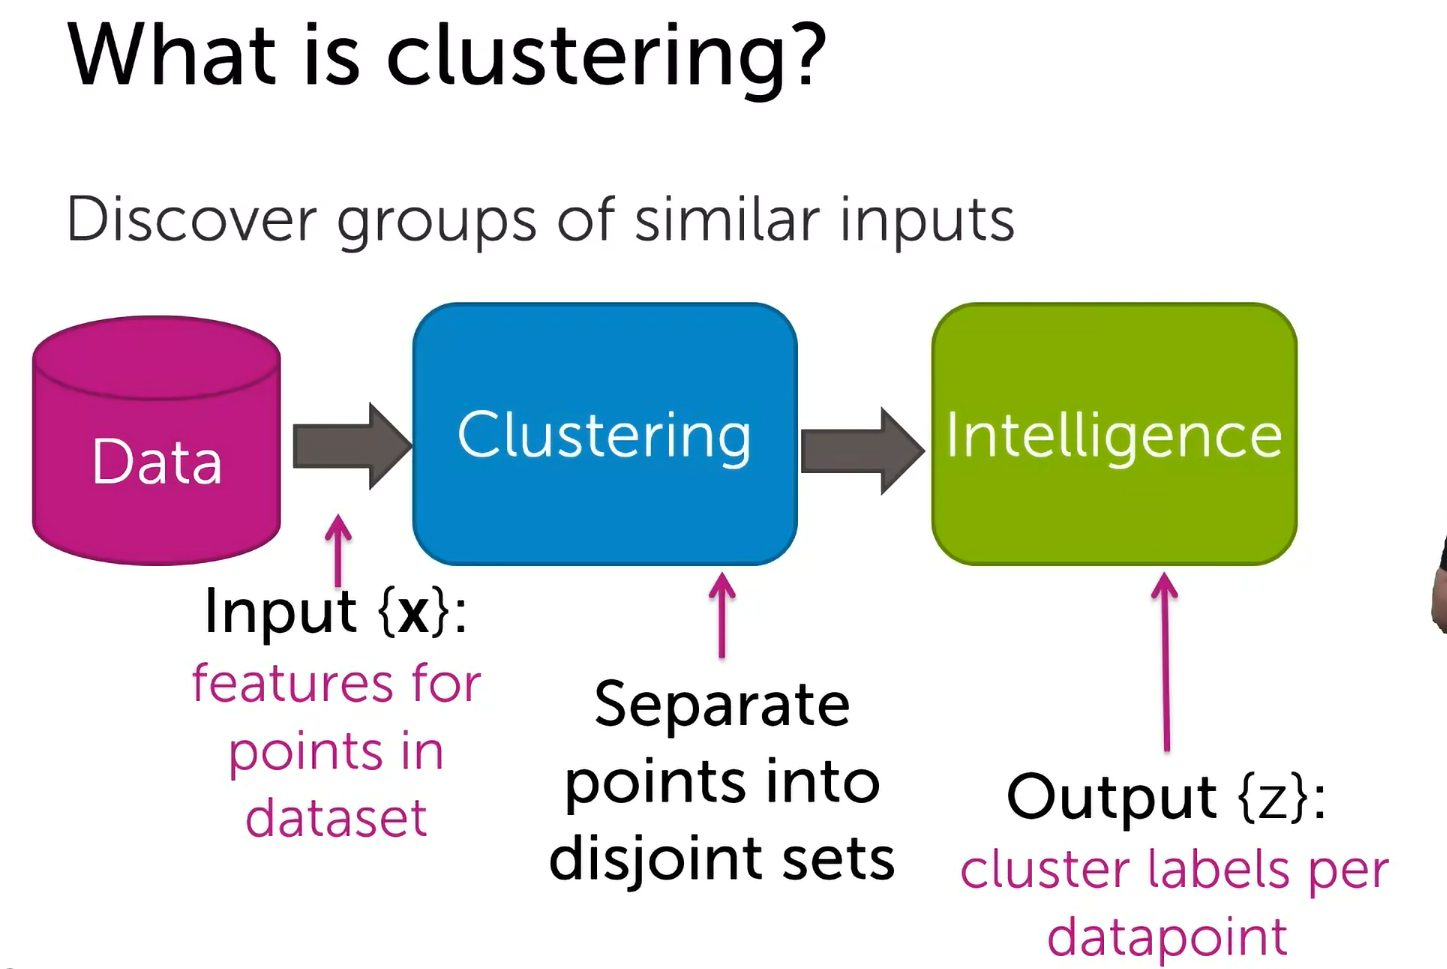 What is clustering?
Discover groups of similar inputs
Data
Clustering
Intelligence
Input {x}:
features for
points in
dataset
Separate
points into
disjoint sets
Output {z}:
cluster labels per
datapoint